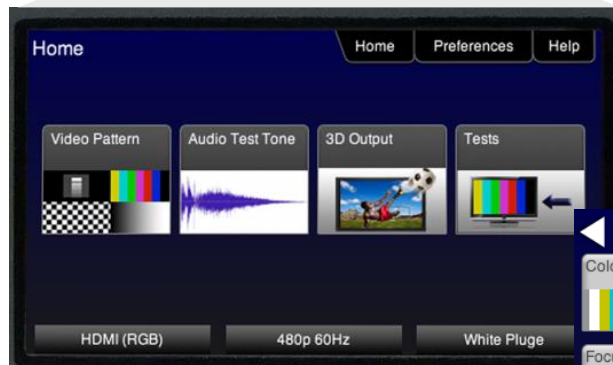 Home
Home Preferences Help
Video Pattern Audio Test Tone 3D Output Tests
HDMI (RGB) 480p 60Hz White Pluge